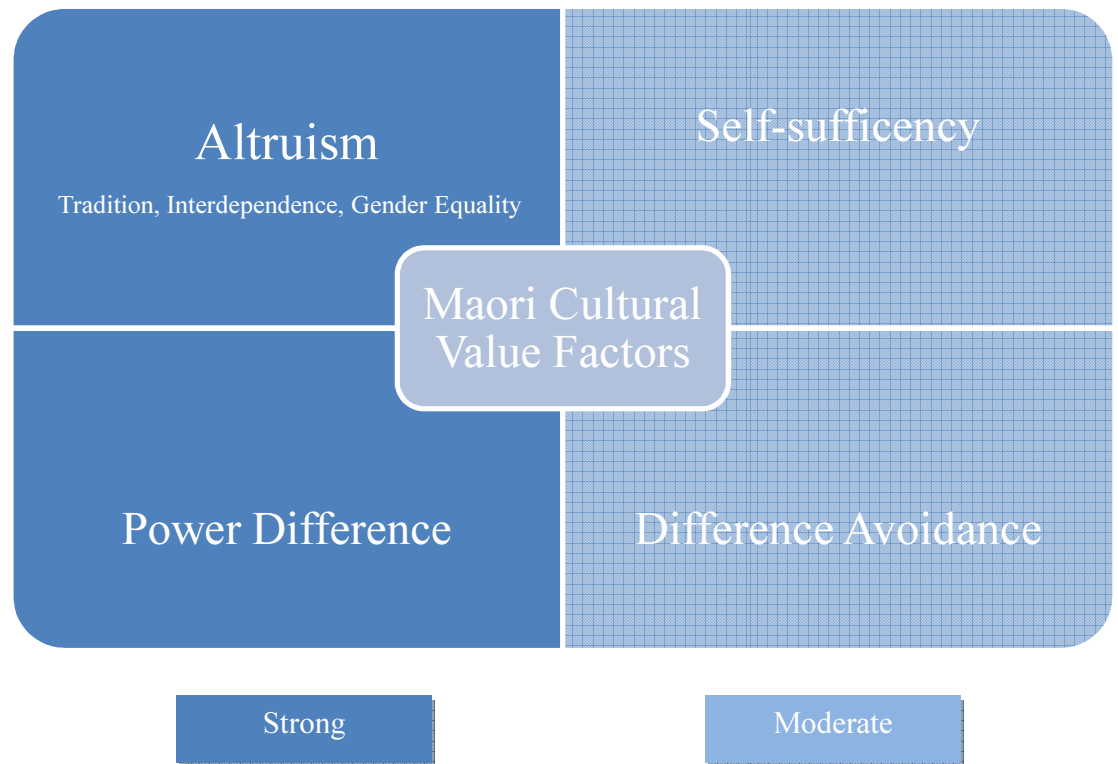 Altruism
Tradition, Interdependence, Gender Equality
Self-sufficency
Maori Cultural
Value Factors
Power Difference
Difference Avoidance
Strong
Moderate